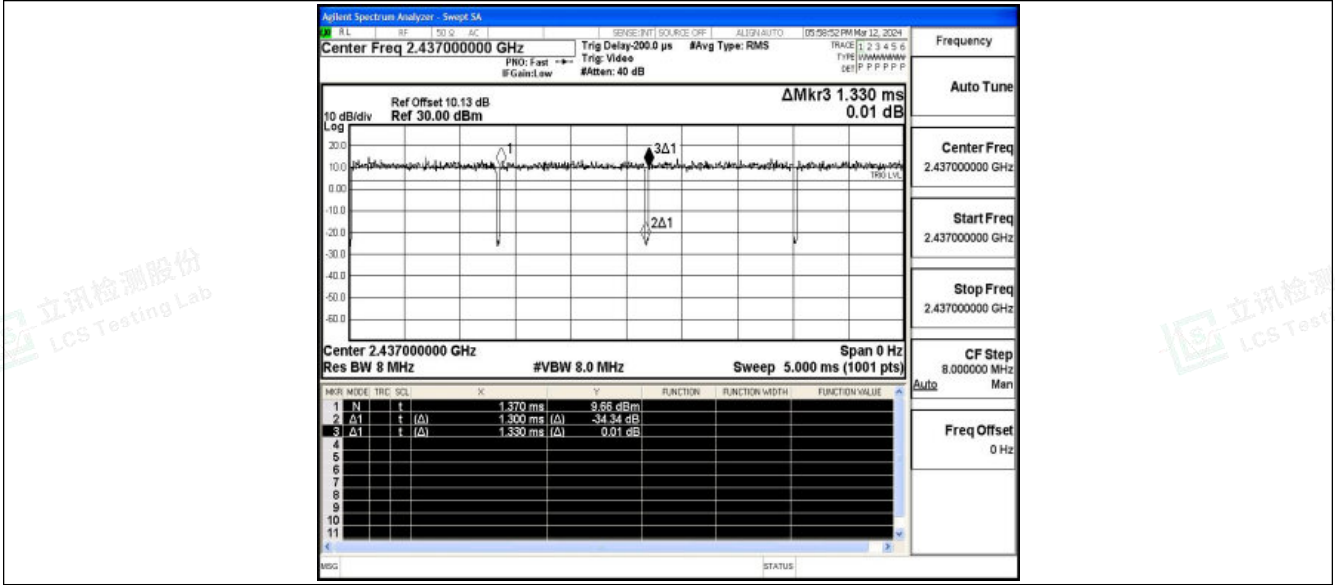 Agilent Spectrum Analyzer - Swept SA
RL RF 50 Ω AC SENSE:INT SOURCE OFF ALIGN AUTO 05:58:52 PM Mar 12, 2024
Center Freq 2.437000000 GHz
PNO: Fast
IFGain:Low
Trig Delay-200.0 µs
Trig: Video
#Atten: 40 dB
#Avg Type: RMS
TRACE 1 2 3 4 5 6
TYPE WWWWWW
DET P P P P P P
ΔMkr3 1.330 ms
0.01 dB
Ref Offset 10.13 dB
10 dB/div Ref 30.00 dBm
Log
20.0
10.0
0.00
-10.0
-20.0
-30.0
-40.0
-50.0
-60.0
1
3Δ1
2Δ1
TRIG LVL
Center 2.437000000 GHz Span 0 Hz
Res BW 8 MHz #VBW 8.0 MHz Sweep 5.000 ms (1001 pts)
MKR MODE TRC SCL X Y FUNCTION FUNCTION WIDTH FUNCTION VALUE
1 N t 1.370 ms 9.66 dBm
2 Δ1 t (Δ) 1.300 ms (Δ) -34.34 dB
3 Δ1 t (Δ) 1.330 ms (Δ) 0.01 dB
4
5
6
7
8
9
10
11
MSG STATUS
Frequency
Auto Tune
Center Freq
2.437000000 GHz
Start Freq
2.437000000 GHz
Stop Freq
2.437000000 GHz
CF Step
8.000000 MHz
Auto Man
Freq Offset
0 Hz
立讯检测股份
LCS Testing Lab
立讯检测
LCS Test